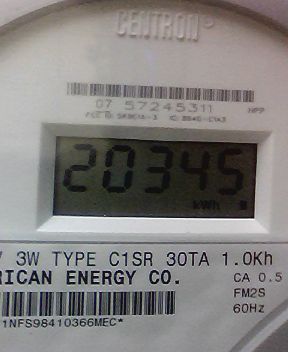 CENTRON®
07 57245311
20345
kWh
3W TYPE C1SR 30TA 1.0Kh
RICAN ENERGY CO.
CA 0.5
FM2S
60Hz
1NFS98410366MEC*